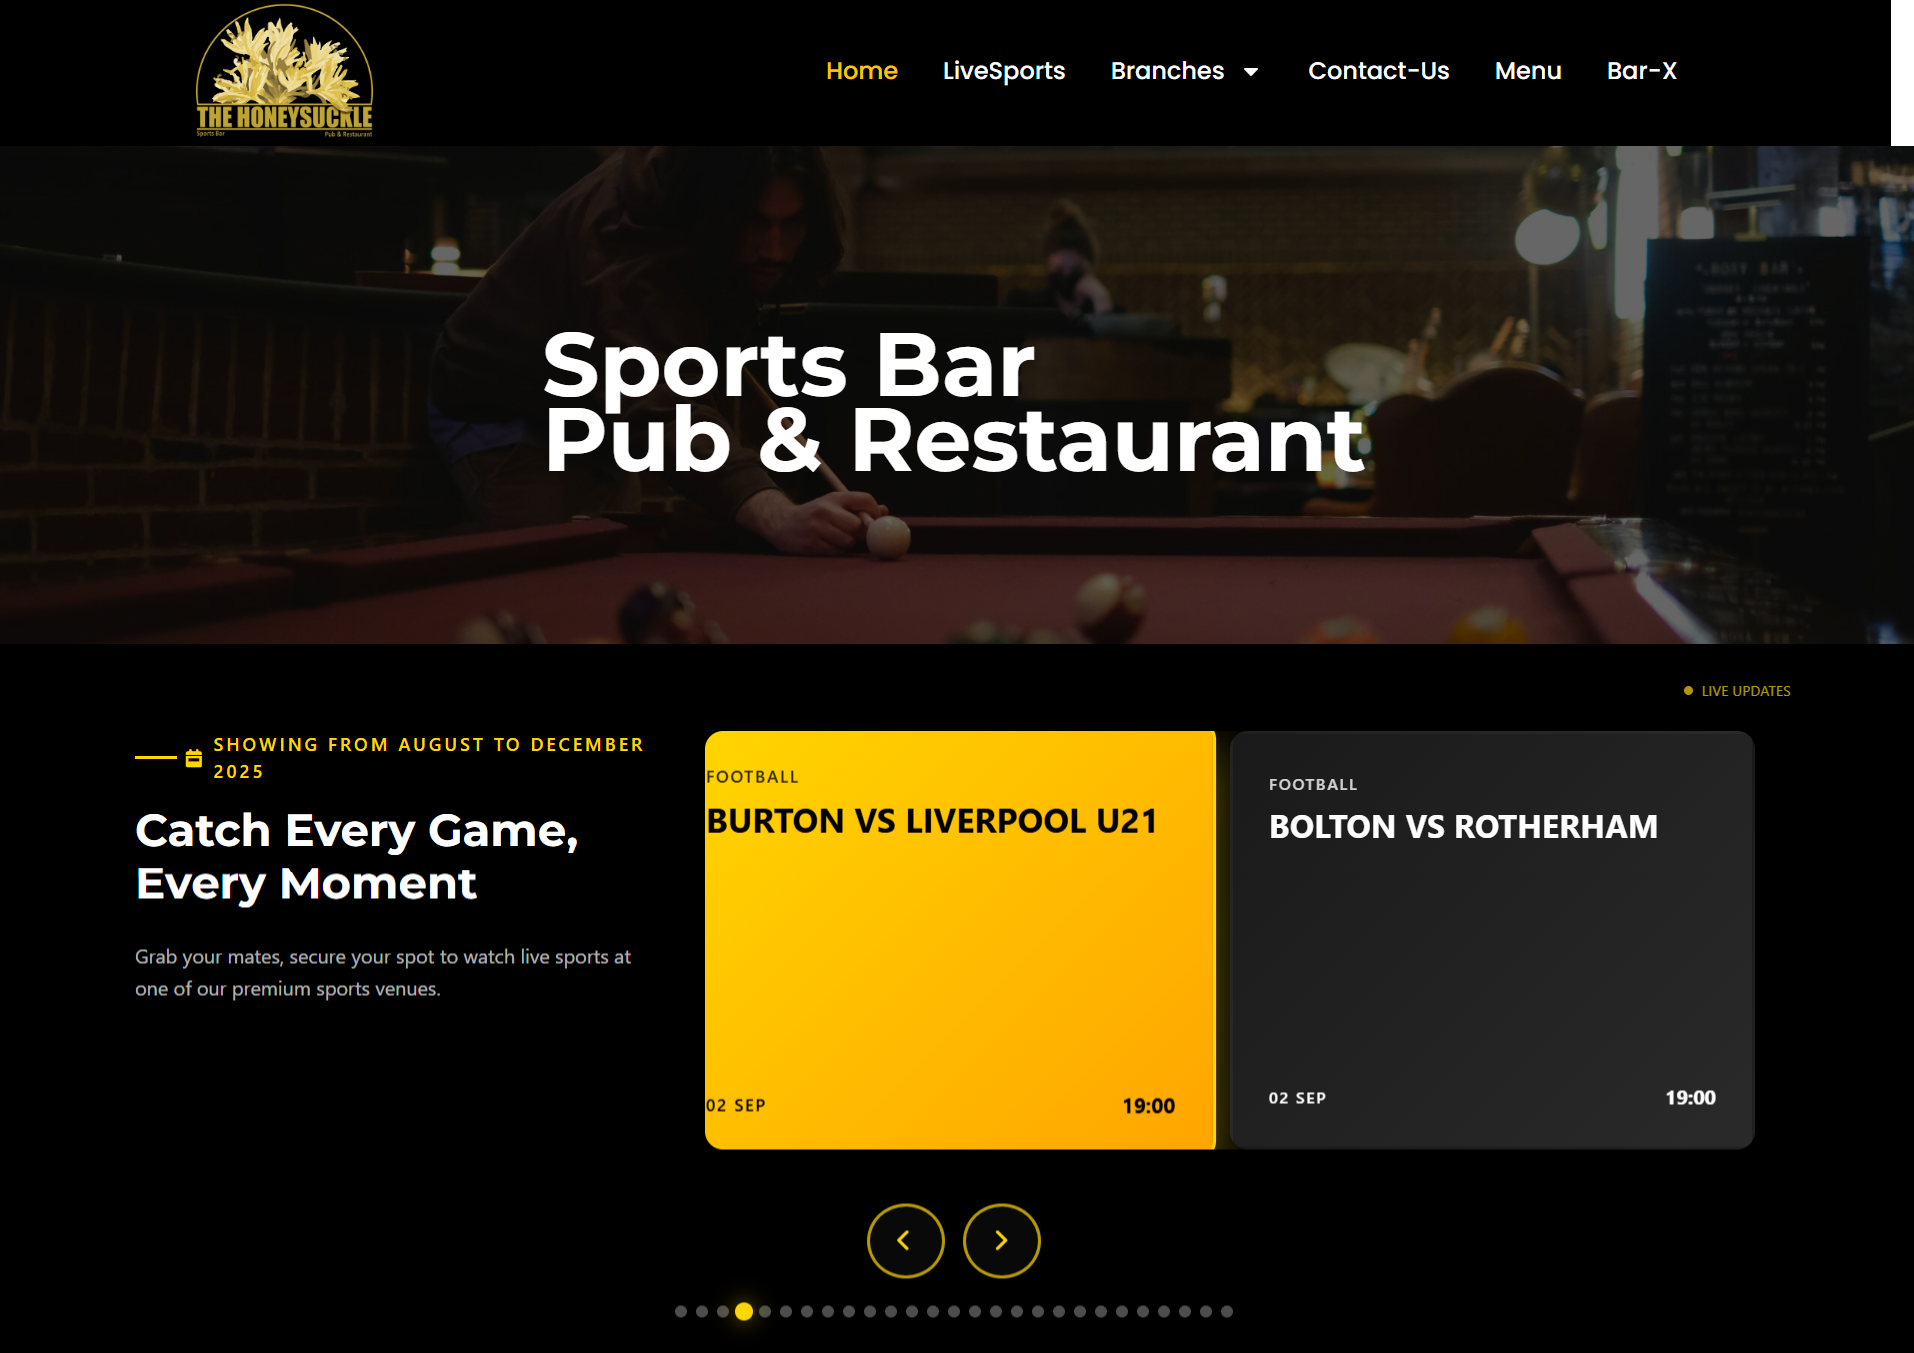 THE HONEYSUCKLE
Sports Bar Pub & Restaurant
Home LiveSports Branches Contact-Us Menu Bar-X
Sports Bar
Pub & Restaurant
LIVE UPDATES
SHOWING FROM AUGUST TO DECEMBER
2025
Catch Every Game,
Every Moment
Grab your mates, secure your spot to watch live sports at
one of our premium sports venues.
FOOTBALL
BURTON VS LIVERPOOL U21
02 SEP 19:00
FOOTBALL
BOLTON VS ROTHERHAM
02 SEP 19:00